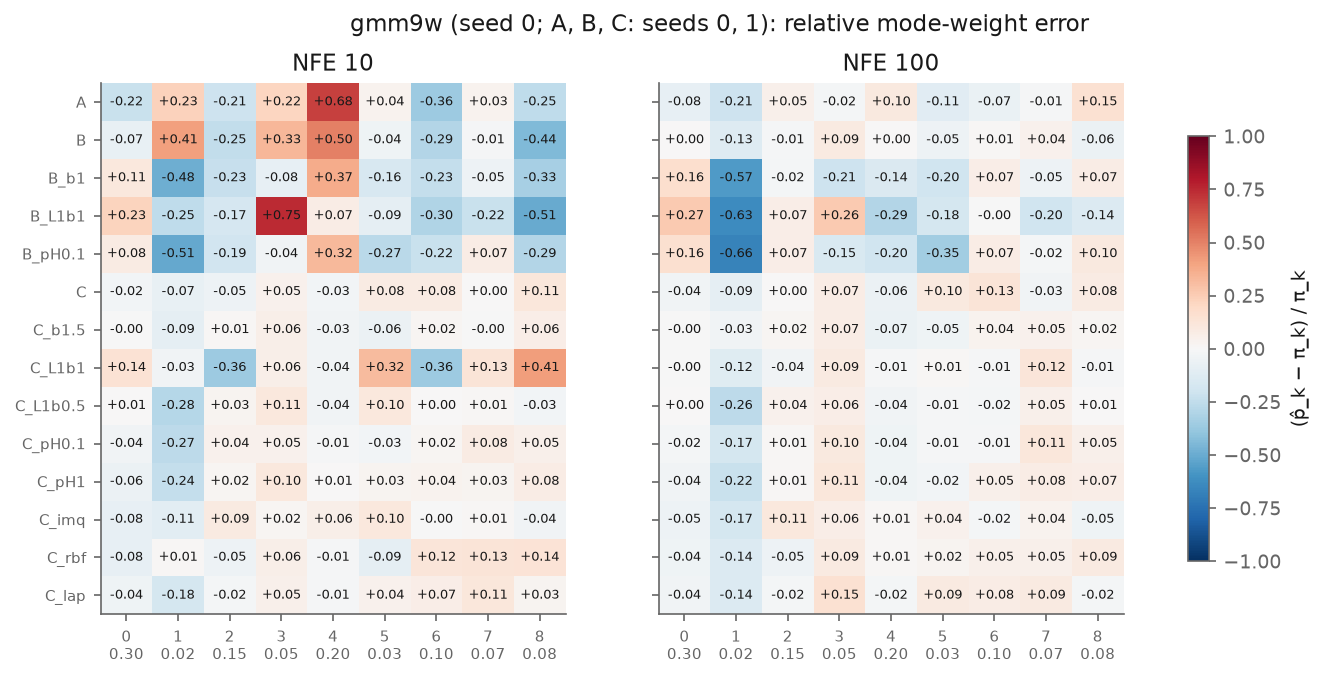 gmm9w (seed 0; A, B, C: seeds 0, 1): relative mode-weight error
NFE 10
NFE 100
A -0.22 +0.23 -0.21 +0.22 +0.68 +0.04 -0.36 +0.03 -0.25 -0.08 -0.21 +0.05 -0.02 +0.10 -0.11 -0.07 -0.01 +0.15
B -0.07 +0.41 -0.25 +0.33 +0.50 -0.04 -0.29 -0.01 -0.44 +0.00 -0.13 -0.01 +0.09 +0.00 -0.05 +0.01 +0.04 -0.06
B_b1 +0.11 -0.48 -0.23 -0.08 +0.37 -0.16 -0.23 -0.05 -0.33 +0.16 -0.57 -0.02 -0.21 -0.14 -0.20 +0.07 -0.05 +0.07
B_L1b1 +0.23 -0.25 -0.17 +0.75 +0.07 -0.09 -0.30 -0.22 -0.51 +0.27 -0.63 +0.07 +0.26 -0.29 -0.18 -0.00 -0.20 -0.14
B_pH0.1 +0.08 -0.51 -0.19 -0.04 +0.32 -0.27 -0.22 +0.07 -0.29 +0.16 -0.66 +0.07 -0.15 -0.20 -0.35 +0.07 -0.02 +0.10
C -0.02 -0.07 -0.05 +0.05 -0.03 +0.08 +0.08 +0.00 +0.11 -0.04 -0.09 +0.00 +0.07 -0.06 +0.10 +0.13 -0.03 +0.08
C_b1.5 -0.00 -0.09 +0.01 +0.06 -0.03 -0.06 +0.02 -0.00 +0.06 -0.00 -0.03 +0.02 +0.07 -0.07 -0.05 +0.04 +0.05 +0.02
C_L1b1 +0.14 -0.03 -0.36 +0.06 -0.04 +0.32 -0.36 +0.13 +0.41 -0.00 -0.12 -0.04 +0.09 -0.01 +0.01 +0.01 +0.12 -0.01
C_L1b0.5 +0.01 -0.28 +0.03 +0.11 -0.04 +0.10 +0.00 +0.01 -0.03 +0.00 -0.26 +0.04 +0.06 -0.04 -0.01 -0.02 +0.05 +0.01
C_pH0.1 -0.04 -0.27 +0.04 +0.05 -0.01 -0.03 +0.02 +0.08 +0.05 -0.02 -0.17 +0.01 +0.10 -0.04 -0.01 -0.01 +0.11 +0.05
C_pH1 -0.06 -0.24 +0.02 +0.10 +0.01 +0.03 +0.04 +0.03 +0.08 -0.04 -0.22 +0.01 +0.11 -0.04 -0.02 +0.05 +0.08 +0.07
C_imq -0.08 -0.11 +0.09 +0.02 +0.06 +0.10 -0.00 +0.01 -0.04 -0.05 -0.17 +0.11 +0.06 +0.01 +0.04 -0.02 +0.04 -0.05
C_rbf -0.08 +0.01 -0.05 +0.06 -0.01 -0.09 +0.12 +0.13 +0.14 -0.04 -0.14 -0.05 +0.09 +0.01 +0.02 +0.05 +0.05 +0.09
C_lap -0.04 -0.18 -0.02 +0.05 -0.01 +0.04 +0.07 +0.11 +0.03 -0.04 -0.14 -0.02 +0.15 -0.02 +0.09 +0.08 +0.09 -0.02
0 1 2 3 4 5 6 7 8 0 1 2 3 4 5 6 7 8
0.30 0.02 0.15 0.05 0.20 0.03 0.10 0.07 0.08 0.30 0.02 0.15 0.05 0.20 0.03 0.10 0.07 0.08
1.00
0.75
0.50
0.25
0.00
−0.25
−0.50
−0.75
−1.00
(p̂_k − π_k) / π_k